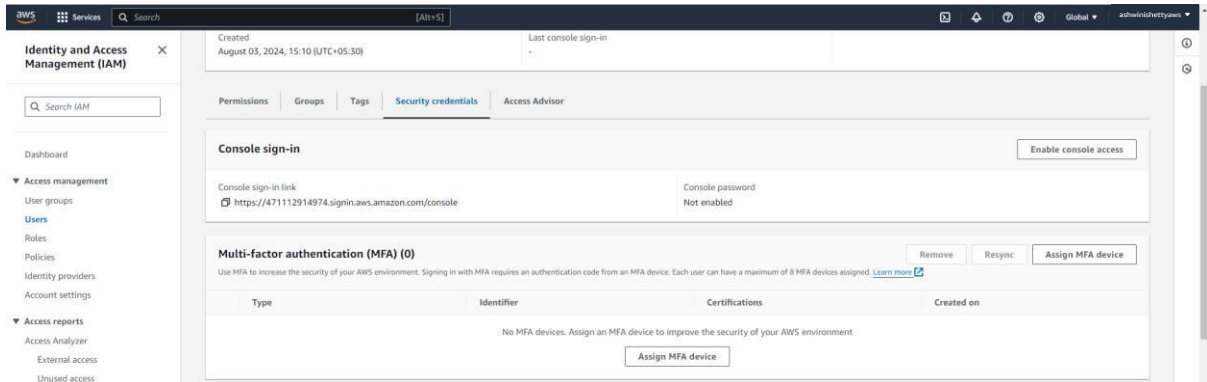 aws Services Search [Alt+S] Global ashwinishettyaws
Identity and Access Management (IAM)
Search IAM
Dashboard
Access management
User groups
Users
Roles
Policies
Identity providers
Account settings
Access reports
Access Analyzer
External access
Unused access
Created
August 03, 2024, 15:10 (UTC+05:30)
Last console sign-in
-
Permissions Groups Tags Security credentials Access Advisor
Console sign-in Enable console access
Console sign-in link
https://471112914974.signin.aws.amazon.com/console
Console password
Not enabled
Multi-factor authentication (MFA) (0) Remove Resync Assign MFA device
Use MFA to increase the security of your AWS environment. Signing in with MFA requires an authentication code from an MFA device. Each user can have a maximum of 8 MFA devices assigned. Learn more
Type Identifier Certifications Created on
No MFA devices. Assign an MFA device to improve the security of your AWS environment
Assign MFA device